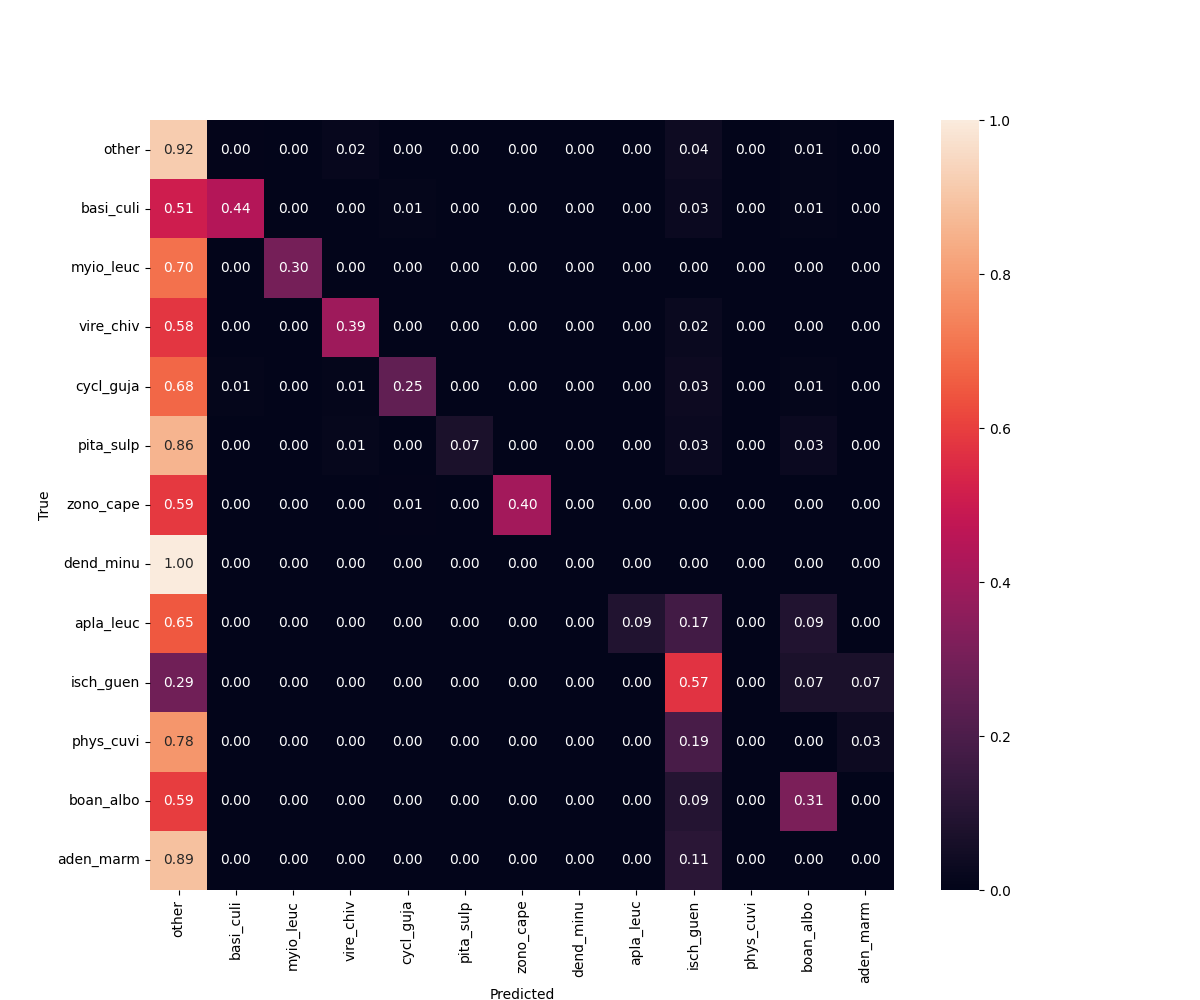 other 0.92 0.00 0.00 0.02 0.00 0.00 0.00 0.00 0.00 0.04 0.00 0.01 0.00
basi_culi 0.51 0.44 0.00 0.00 0.01 0.00 0.00 0.00 0.00 0.03 0.00 0.01 0.00
myio_leuc 0.70 0.00 0.30 0.00 0.00 0.00 0.00 0.00 0.00 0.00 0.00 0.00 0.00
vire_chiv 0.58 0.00 0.00 0.39 0.00 0.00 0.00 0.00 0.00 0.02 0.00 0.00 0.00
cycl_guja 0.68 0.01 0.00 0.01 0.25 0.00 0.00 0.00 0.00 0.03 0.00 0.01 0.00
pita_sulp 0.86 0.00 0.00 0.01 0.00 0.07 0.00 0.00 0.00 0.03 0.00 0.03 0.00
zono_cape 0.59 0.00 0.00 0.00 0.01 0.00 0.40 0.00 0.00 0.00 0.00 0.00 0.00
dend_minu 1.00 0.00 0.00 0.00 0.00 0.00 0.00 0.00 0.00 0.00 0.00 0.00 0.00
apla_leuc 0.65 0.00 0.00 0.00 0.00 0.00 0.00 0.00 0.09 0.17 0.00 0.09 0.00
isch_guen 0.29 0.00 0.00 0.00 0.00 0.00 0.00 0.00 0.00 0.57 0.00 0.07 0.07
phys_cuvi 0.78 0.00 0.00 0.00 0.00 0.00 0.00 0.00 0.00 0.19 0.00 0.00 0.03
boan_albo 0.59 0.00 0.00 0.00 0.00 0.00 0.00 0.00 0.00 0.09 0.00 0.31 0.00
aden_marm 0.89 0.00 0.00 0.00 0.00 0.00 0.00 0.00 0.00 0.11 0.00 0.00 0.00
True
other basi_culi myio_leuc vire_chiv cycl_guja pita_sulp zono_cape dend_minu apla_leuc isch_guen phys_cuvi boan_albo aden_marm
Predicted
1.0
0.8
0.6
0.4
0.2
0.0